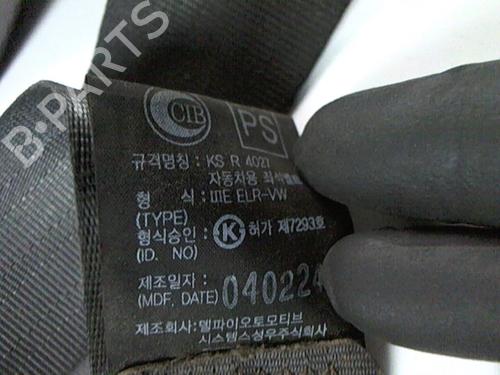 B-PARTS
CIB
PS
규격명칭 : KS R 4027
자동차용 좌석
형 식 : ⅢE ELR-VW
(TYPE)
형식승인 : K 허가 제7293호
(ID. NO)
제조일자 :
(MDF. DATE) 040224
제조회사: 델파이오토모티브
시스템스성우주식회사